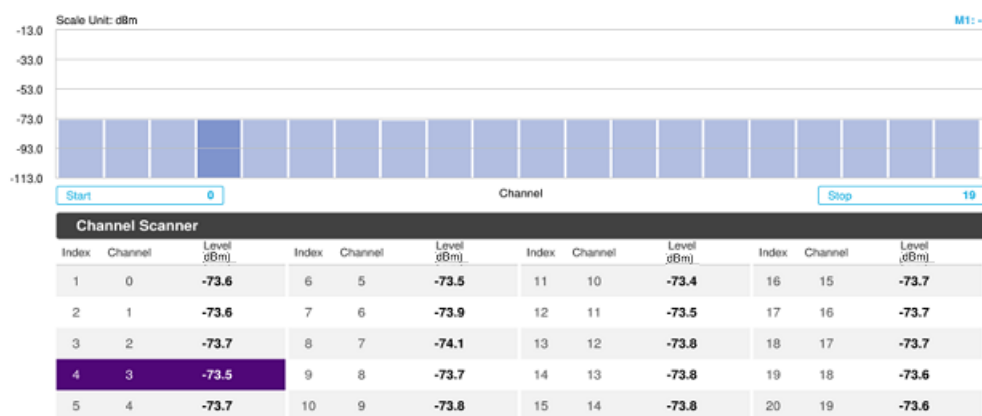 Scale Unit: dBm
M1: -
-13.0
-33.0
-53.0
-73.0
-93.0
-113.0
Start 0
Channel
Stop 19
Channel Scanner
Index Channel Level (dBm) Index Channel Level (dBm) Index Channel Level (dBm) Index Channel Level (dBm)
1 0 -73.6 6 5 -73.5 11 10 -73.4 16 15 -73.7
2 1 -73.6 7 6 -73.9 12 11 -73.5 17 16 -73.7
3 2 -73.7 8 7 -74.1 13 12 -73.8 18 17 -73.7
4 3 -73.5 9 8 -73.7 14 13 -73.8 19 18 -73.6
5 4 -73.7 10 9 -73.8 15 14 -73.8 20 19 -73.6